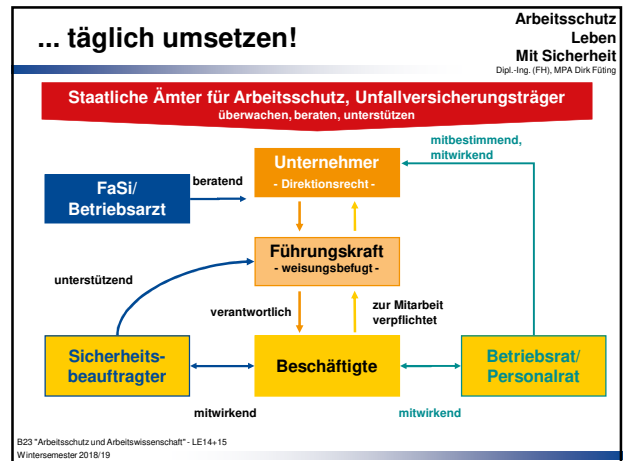 ... täglich umsetzen!
Arbeitsschutz
Leben
Mit Sicherheit
Dipl.-Ing. (FH), MPA Dirk Füting
Staatliche Ämter für Arbeitsschutz, Unfallversicherungsträger
überwachen, beraten, unterstützen
mitbestimmend,
mitwirkend
Unternehmer
- Direktionsrecht -
beratend
FaSi/
Betriebsarzt
Führungskraft
- weisungsbefugt -
unterstützend
verantwortlich
zur Mitarbeit
verpflichtet
Sicherheits-
beauftragter
Beschäftigte
Betriebsrat/
Personalrat
mitwirkend
mitwirkend
B23 "Arbeitsschutz und Arbeitswissenschaft" - LE14+15
Wintersemester 2018/19